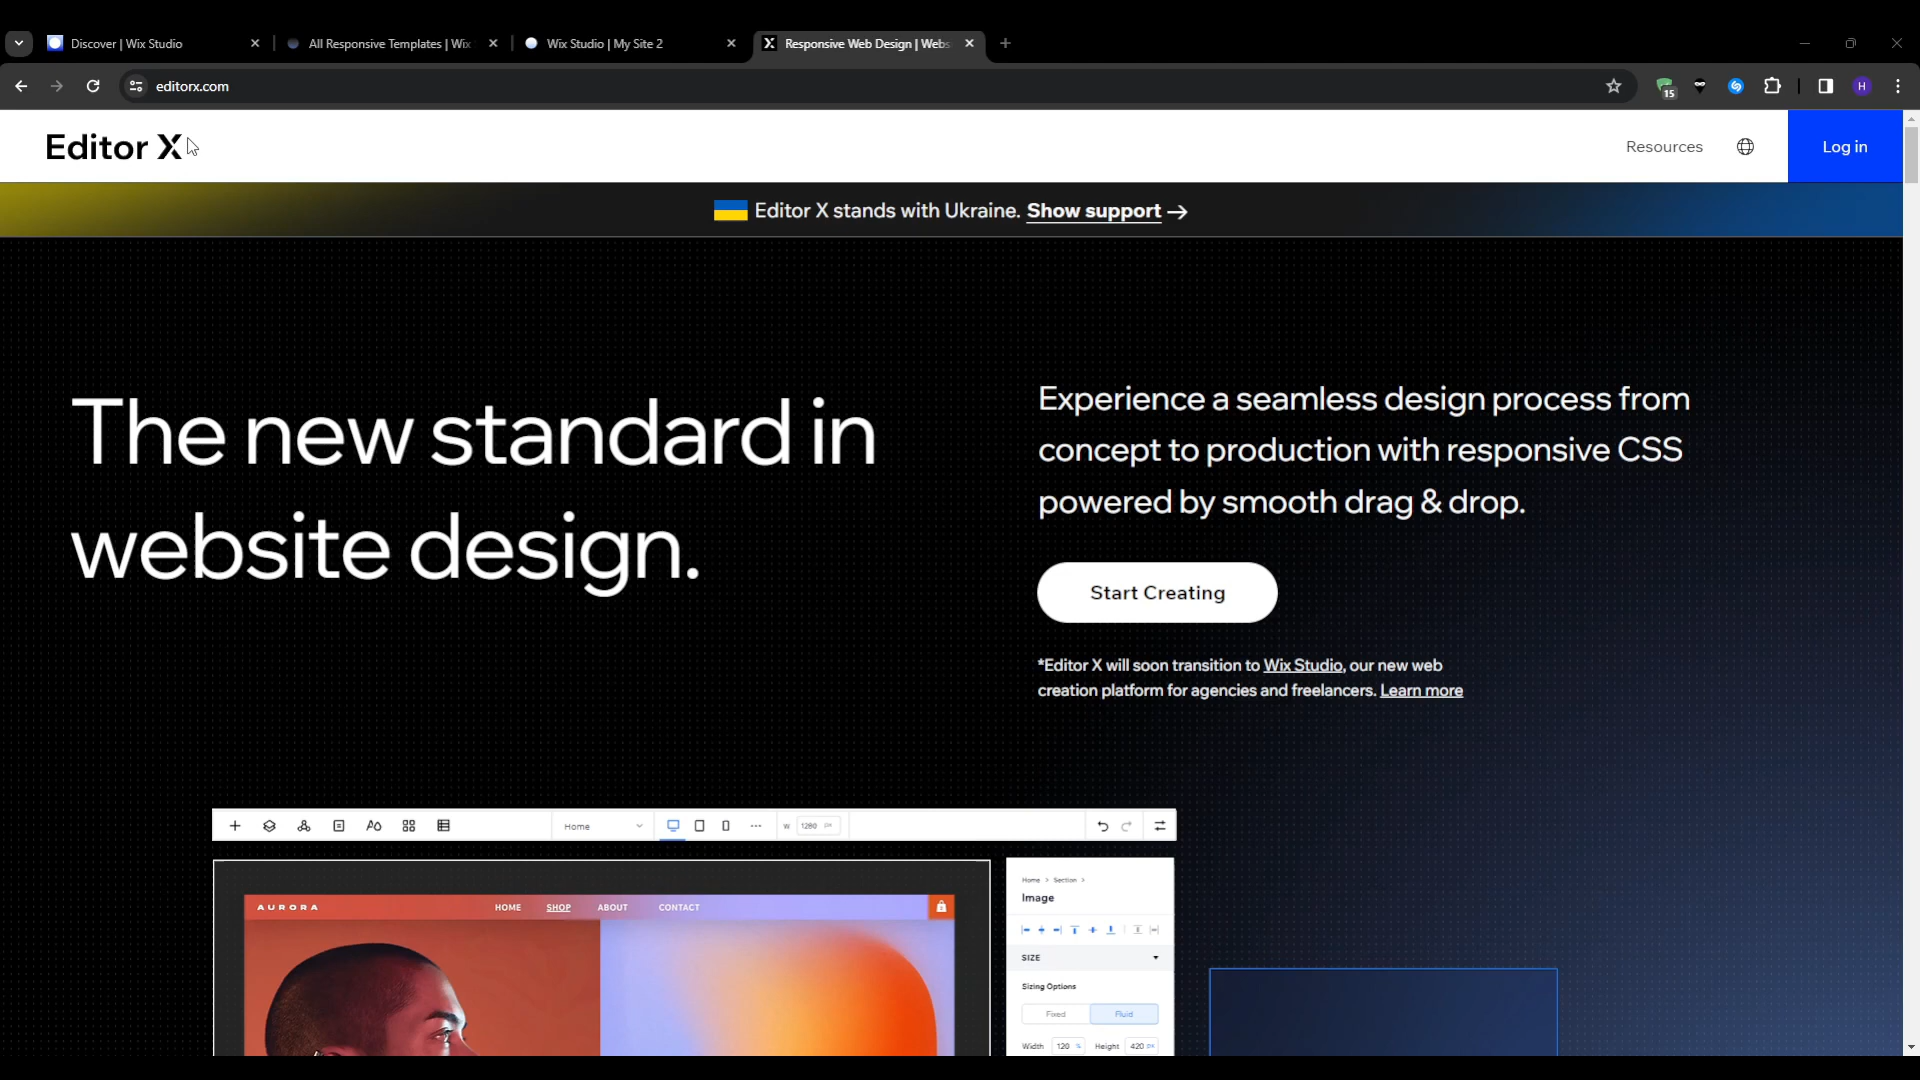 Discover | Wix Studio
All Responsive Templates | Wix
Wix Studio | My Site 2
Responsive Web Design | Webs
editorx.com
15
H
Editor X
Resources
Log in
Editor X stands with Ukraine. Show support →
The new standard in
website design.
Experience a seamless design process from
concept to production with responsive CSS
powered by smooth drag & drop.
Start Creating
*Editor X will soon transition to Wix Studio, our new web
creation platform for agencies and freelancers. Learn more
Home
W 1280 PX
AURORA
HOME SHOP ABOUT CONTACT
Home > Section >
Image
SIZE
Sizing Options
Fixed Fluid
Width 120 % Height 420 PX